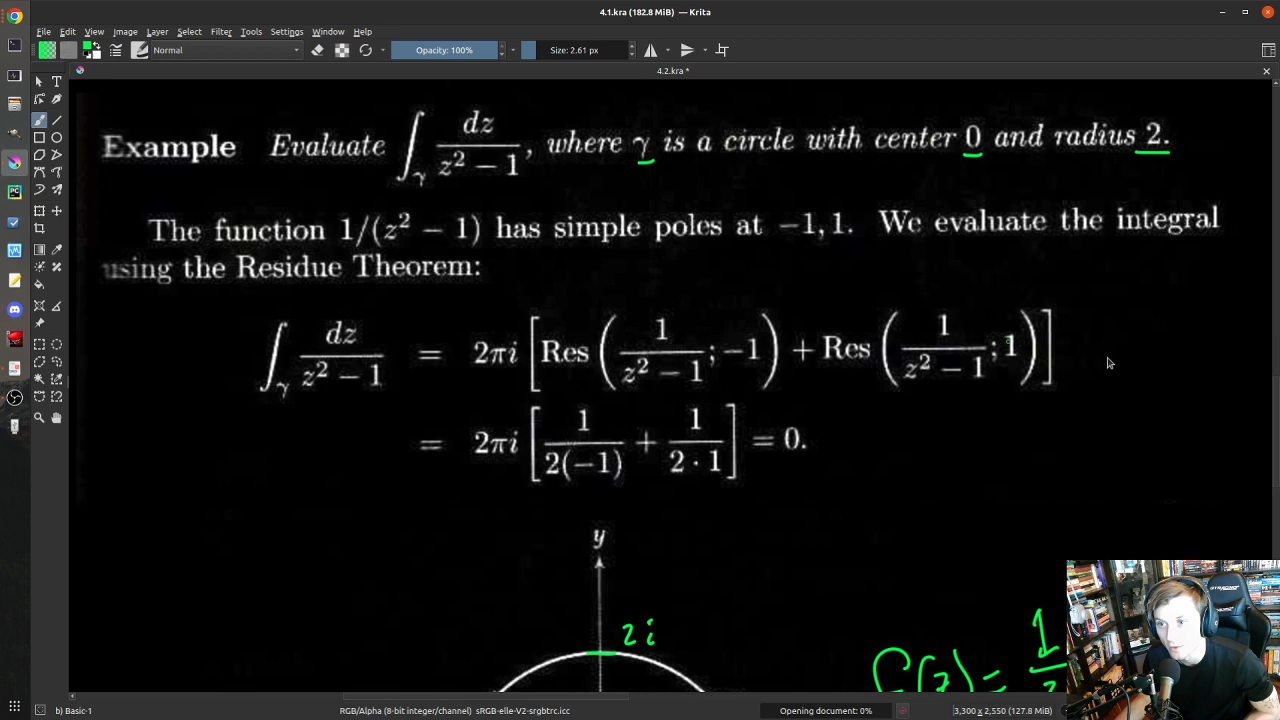 4.1.kra (182.8 MiB) — Krita
File Edit View Image Layer Select Filter Tools Settings Window Help
Normal Opacity: 100% Size: 2.61 px
4.2.kra *
Example Evaluate ∫_γ dz/(z² − 1), where γ is a circle with center 0 and radius 2.
The function 1/(z² − 1) has simple poles at −1, 1. We evaluate the integral
using the Residue Theorem:
∫_γ dz/(z² − 1) = 2πi [Res (1/(z² − 1); −1) + Res (1/(z² − 1); 1)]
= 2πi [1/(2(−1)) + 1/(2 · 1)] = 0.
y
2i
f(z) = 1
b) Basic-1 RGB/Alpha (8-bit integer/channel) sRGB-elle-V2-srgbtrc.icc Opening document: 0% 3,300 x 2,550 (127.8 MiB)